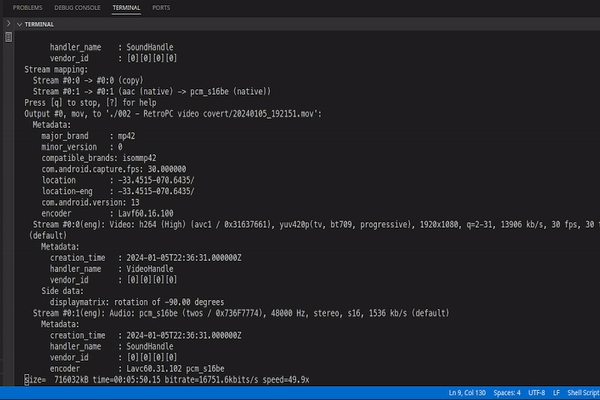 PROBLEMS DEBUG CONSOLE TERMINAL PORTS
TERMINAL
handler_name : SoundHandle
vendor_id : [0][0][0][0]
Stream mapping:
Stream #0:0 -> #0:0 (copy)
Stream #0:1 -> #0:1 (aac (native) -> pcm_s16be (native))
Press [q] to stop, [?] for help
Output #0, mov, to './002 - RetroPC video covert/20240105_192151.mov':
Metadata:
major_brand : mp42
minor_version : 0
compatible_brands: isommp42
com.android.capture.fps: 30.000000
location : -33.4515-070.6435/
location-eng : -33.4515-070.6435/
com.android.version: 13
encoder : Lavf60.16.100
Stream #0:0(eng): Video: h264 (High) (avc1 / 0x31637661), yuv420p(tv, bt709, progressive), 1920x1080, q=2-31, 13906 kb/s, 30 fps, 30 t
(default)
Metadata:
creation_time : 2024-01-05T22:36:31.000000Z
handler_name : VideoHandle
vendor_id : [0][0][0][0]
Side data:
displaymatrix: rotation of -90.00 degrees
Stream #0:1(eng): Audio: pcm_s16be (twos / 0x736F7774), 48000 Hz, stereo, s16, 1536 kb/s (default)
Metadata:
creation_time : 2024-01-05T22:36:31.000000Z
handler_name : SoundHandle
vendor_id : [0][0][0][0]
encoder : Lavc60.31.102 pcm_s16be
size= 716032kB time=00:05:50.15 bitrate=16751.6kbits/s speed=49.9x
Ln 9, Col 130 Spaces: 4 UTF-8 LF Shell Script